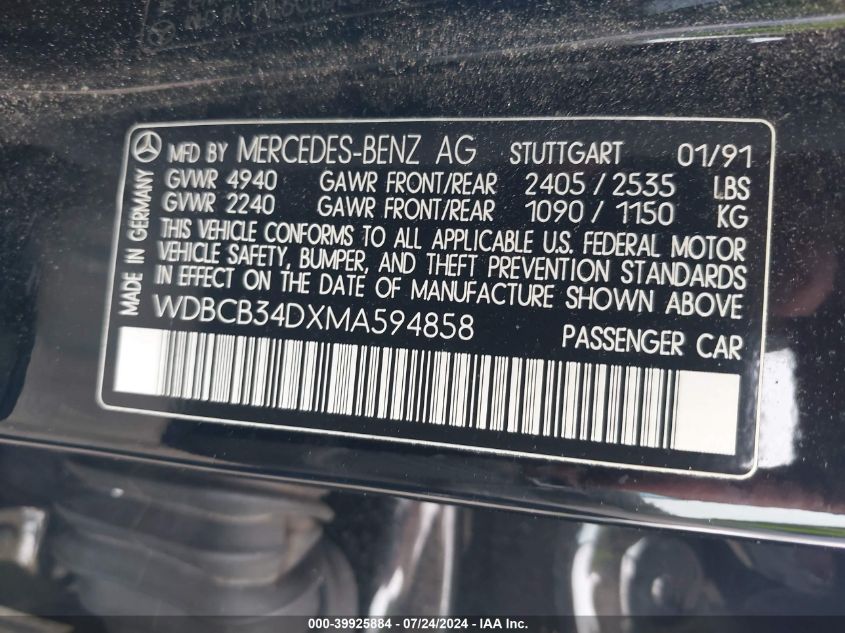 MADE IN GERMANY
MFD BY MERCEDES-BENZ AG STUTTGART 01/91
GVWR 4940 GAWR FRONT/REAR 2405 / 2535 LBS
GVWR 2240 GAWR FRONT/REAR 1090 / 1150 KG
THIS VEHICLE CONFORMS TO ALL APPLICABLE U.S. FEDERAL MOTOR
VEHICLE SAFETY, BUMPER, AND THEFT PREVENTION STANDARDS
IN EFFECT ON THE DATE OF MANUFACTURE SHOWN ABOVE
WDBCB34DXMA594858 PASSENGER CAR
000-39925884 / 07/24/2024 / IAA Inc.